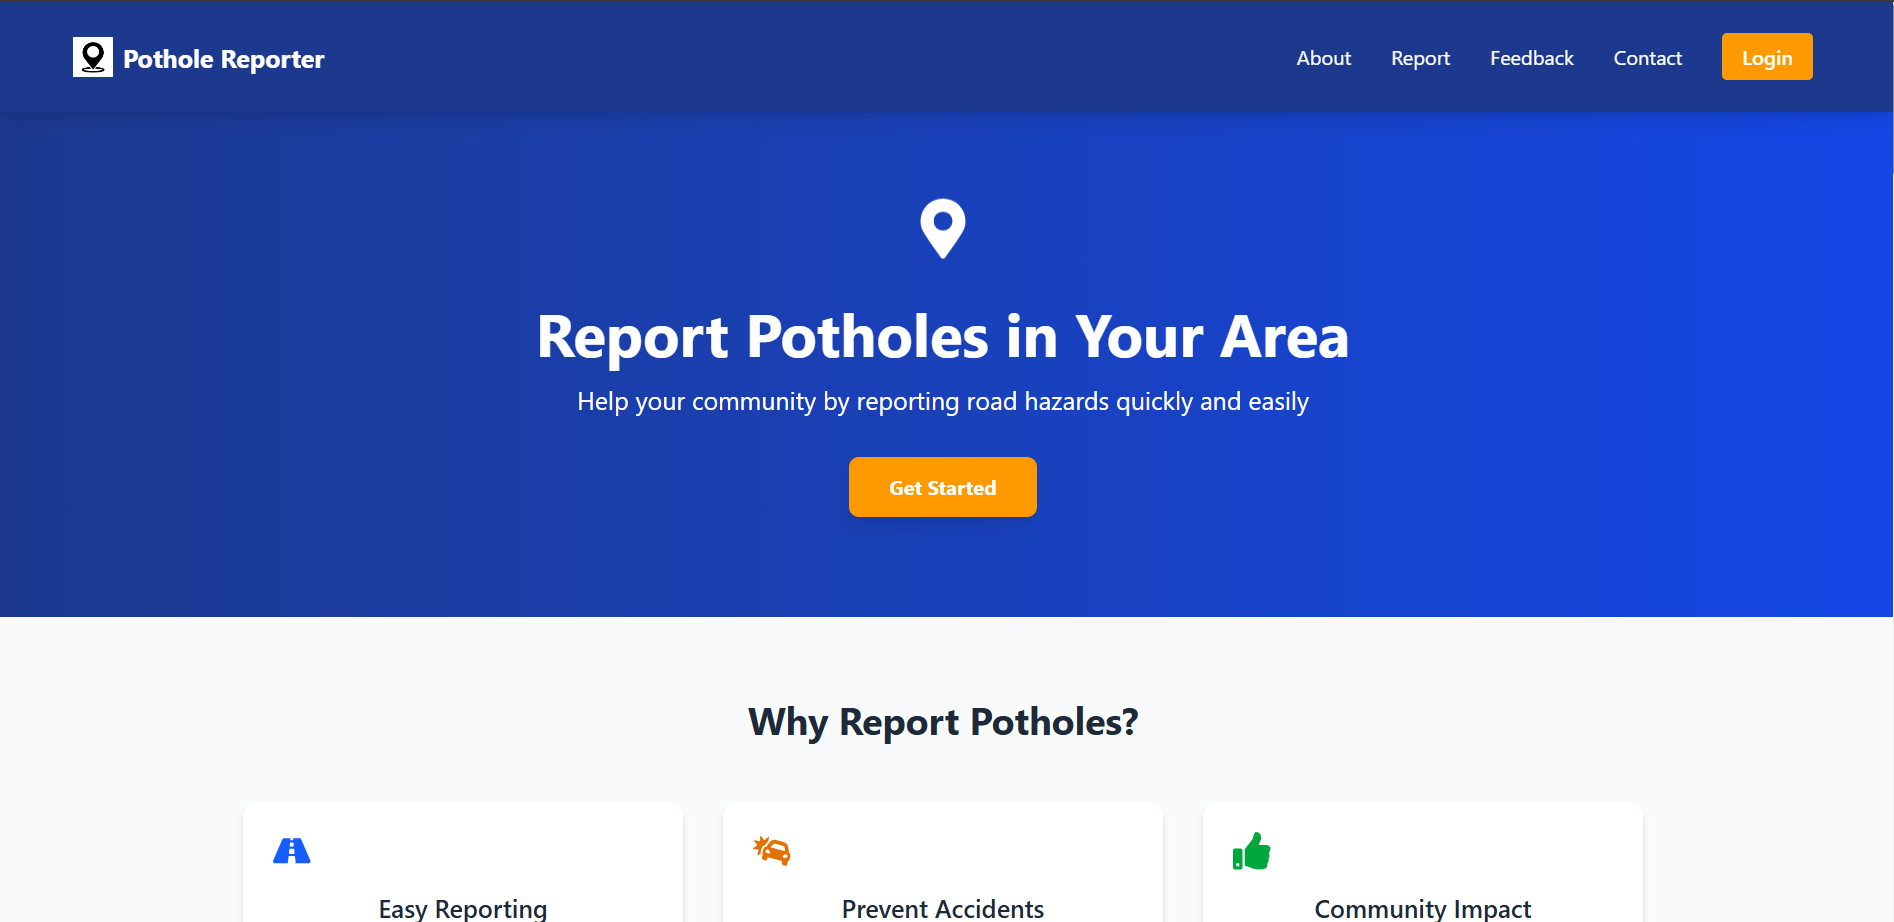 Pothole Reporter
About
Report
Feedback
Contact
Login
Report Potholes in Your Area
Help your community by reporting road hazards quickly and easily
Get Started
Why Report Potholes?
Easy Reporting
Prevent Accidents
Community Impact